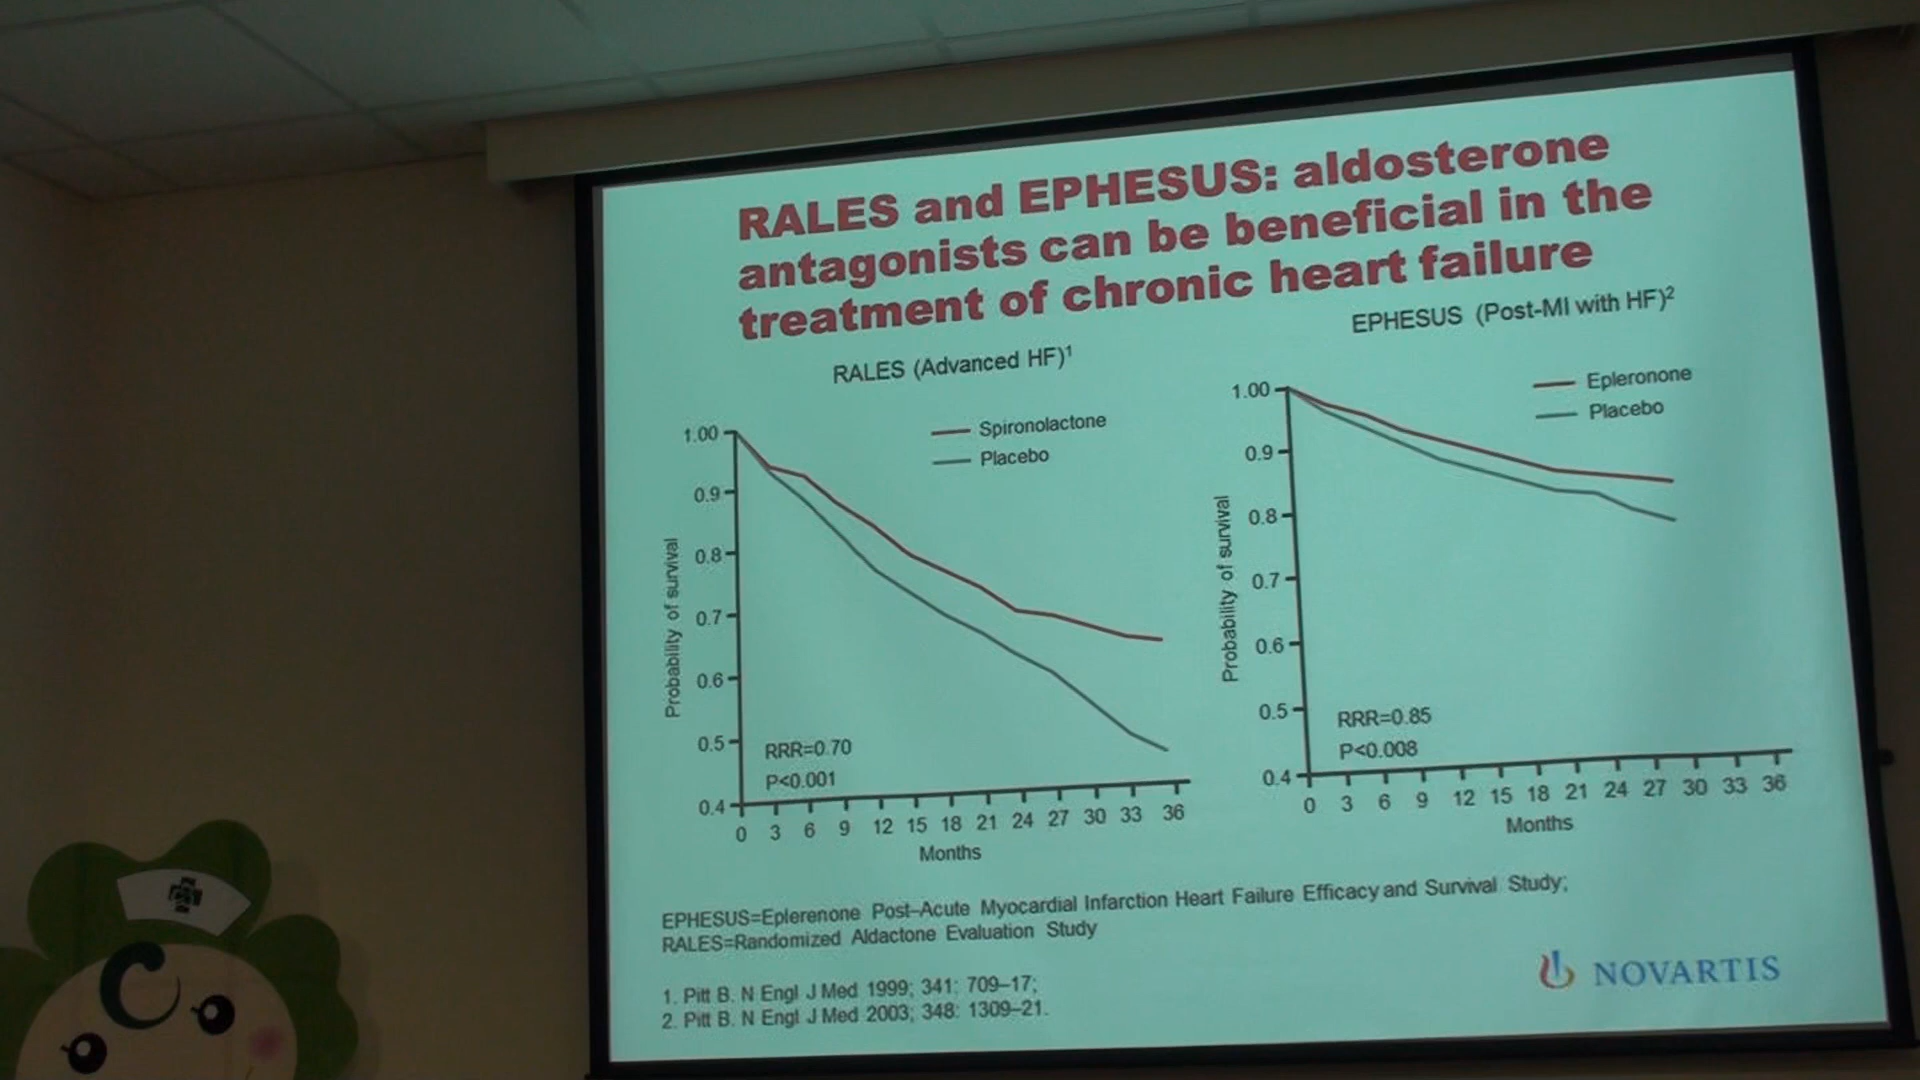 RALES and EPHESUS: aldosterone
antagonists can be beneficial in the
treatment of chronic heart failure
RALES (Advanced HF)¹
Spironolactone
Placebo
Probability of survival
1.00
0.9
0.8
0.7
0.6
0.5
0.4
RRR=0.70
P<0.001
0 3 6 9 12 15 18 21 24 27 30 33 36
Months
EPHESUS (Post-MI with HF)²
Epleronone
Placebo
Probability of survival
1.00
0.9
0.8
0.7
0.6
0.5
0.4
RRR=0.85
P<0.008
0 3 6 9 12 15 18 21 24 27 30 33 36
Months
EPHESUS=Eplerenone Post–Acute Myocardial Infarction Heart Failure Efficacy and Survival Study;
RALES=Randomized Aldactone Evaluation Study
1. Pitt B. N Engl J Med 1999; 341: 709–17;
2. Pitt B. N Engl J Med 2003; 348: 1309–21.
NOVARTIS
C